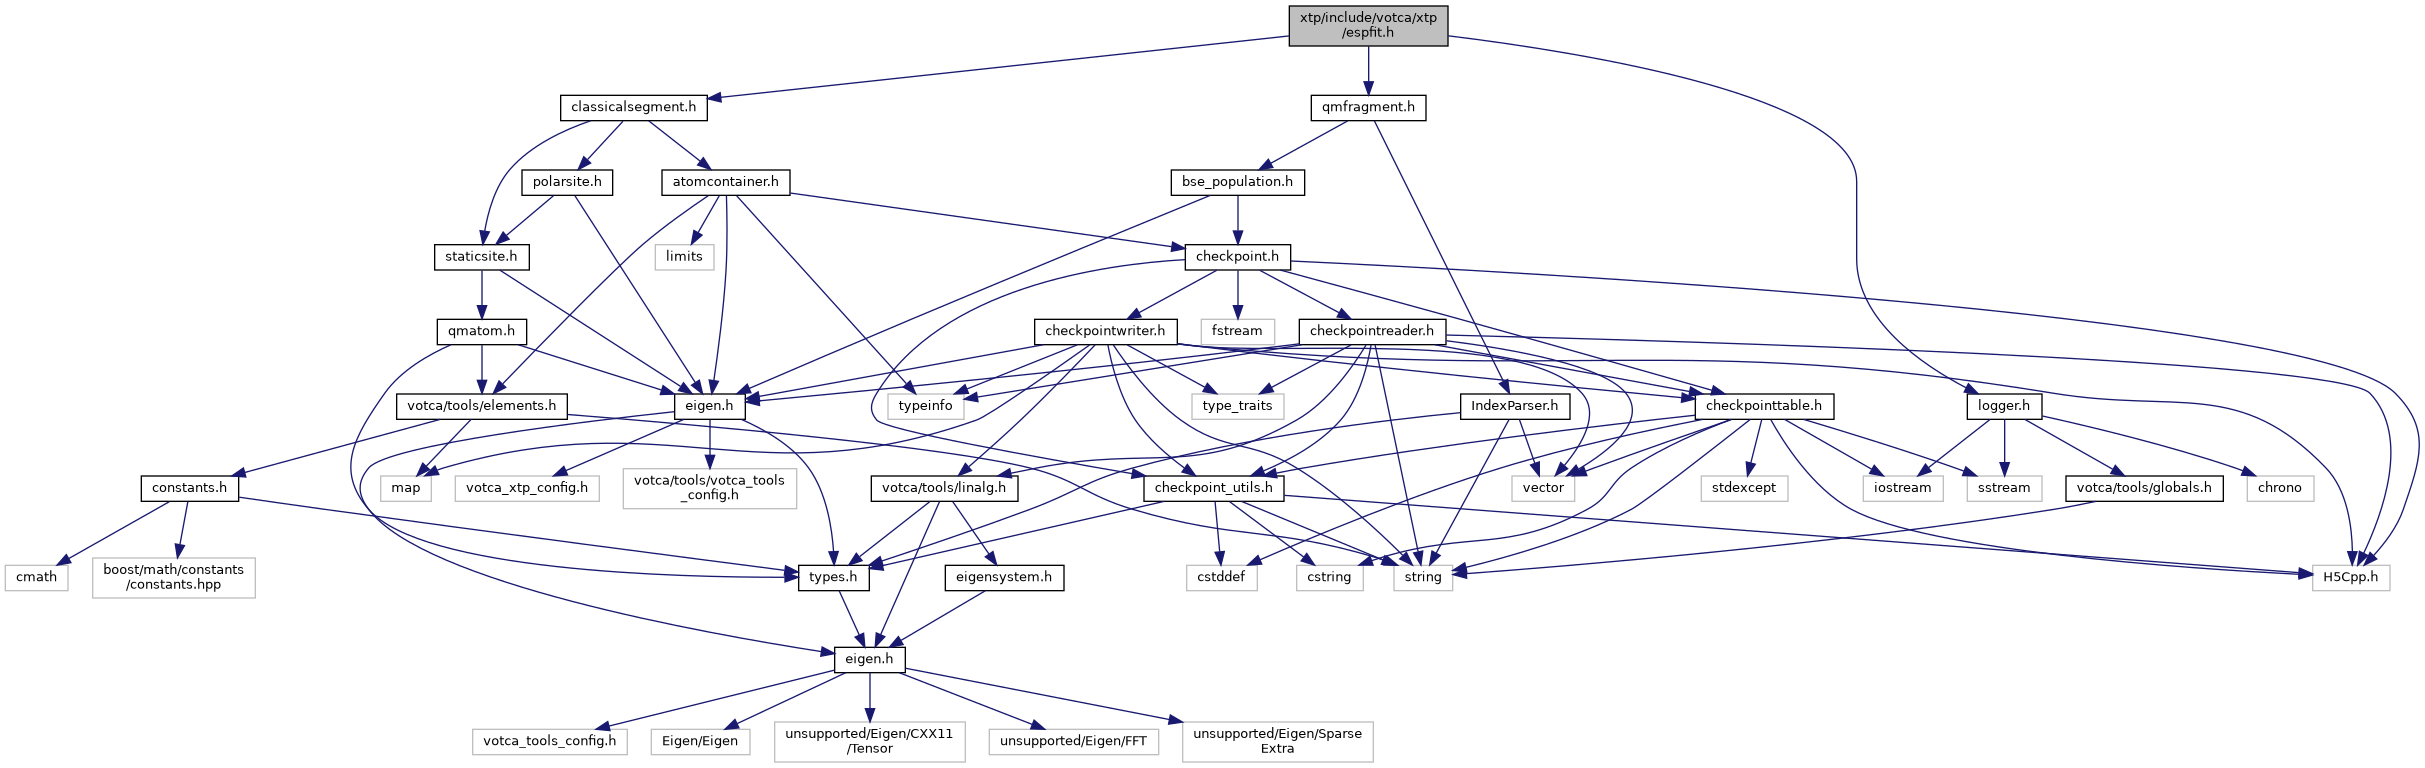 xtp/include/votca/xtp
/espfit.h
classicalsegment.h
qmfragment.h
polarsite.h
atomcontainer.h
bse_population.h
staticsite.h
limits
checkpoint.h
qmatom.h
checkpointwriter.h
fstream
checkpointreader.h
votca/tools/elements.h
eigen.h
typeinfo
type_traits
IndexParser.h
checkpointtable.h
logger.h
constants.h
map
votca_xtp_config.h
votca/tools/votca_tools
_config.h
votca/tools/linalg.h
checkpoint_utils.h
vector
stdexcept
iostream
sstream
votca/tools/globals.h
chrono
cmath
boost/math/constants
/constants.hpp
types.h
eigensystem.h
cstddef
cstring
string
H5Cpp.h
eigen.h
votca_tools_config.h
Eigen/Eigen
unsupported/Eigen/CXX11
/Tensor
unsupported/Eigen/FFT
unsupported/Eigen/Sparse
Extra